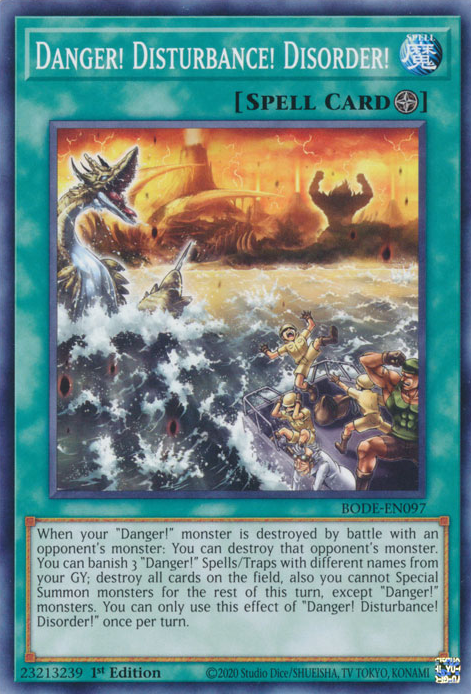 DANGER! DISTURBANCE! DISORDER!
SPELL
魔
[SPELL CARD]
BODE-EN097
When your "Danger!" monster is destroyed by battle with an
opponent's monster: You can destroy that opponent's monster.
You can banish 3 "Danger!" Spells/Traps with different names from
your GY; destroy all cards on the field, also you cannot Special
Summon monsters for the rest of this turn, except "Danger!"
monsters. You can only use this effect of "Danger! Disturbance!
Disorder!" once per turn.
23213239 1st Edition ©2020 Studio Dice/SHUEISHA, TV TOKYO, KONAMI